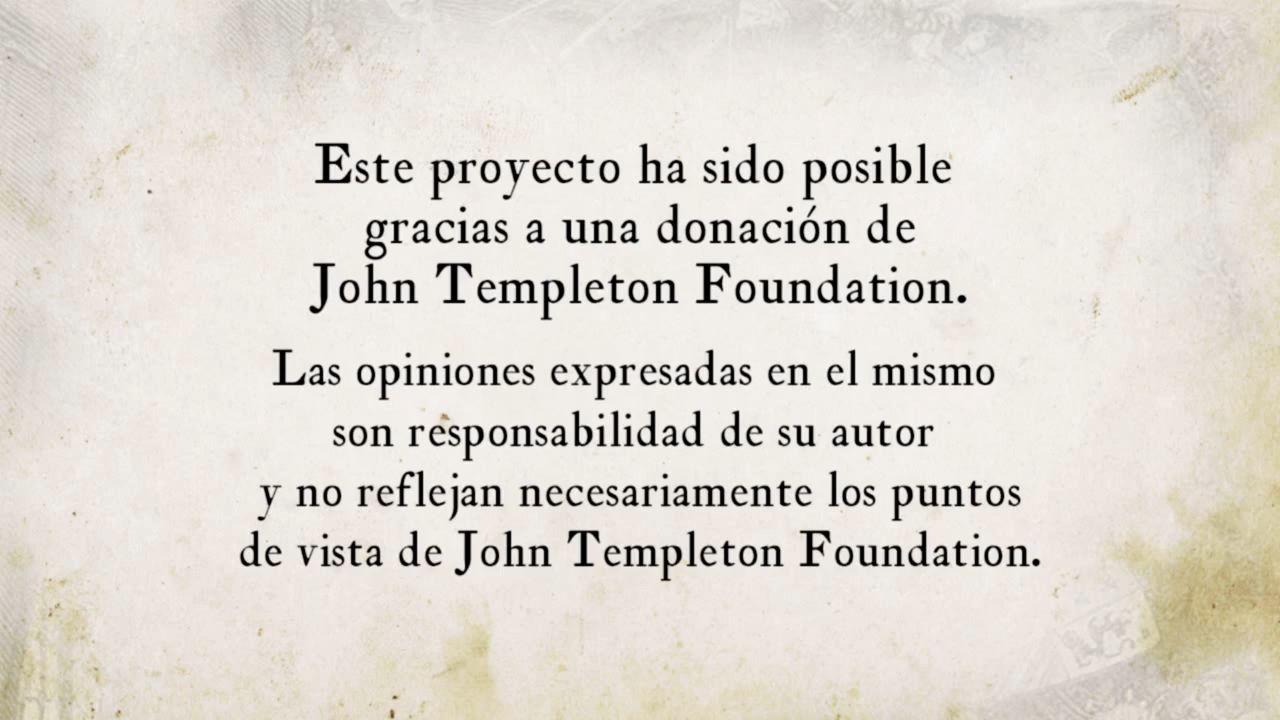 Este proyecto ha sido posible
gracias a una donación de
John Templeton Foundation.
Las opiniones expresadas en el mismo
son responsabilidad de su autor
y no reflejan necesariamente los puntos
de vista de John Templeton Foundation.